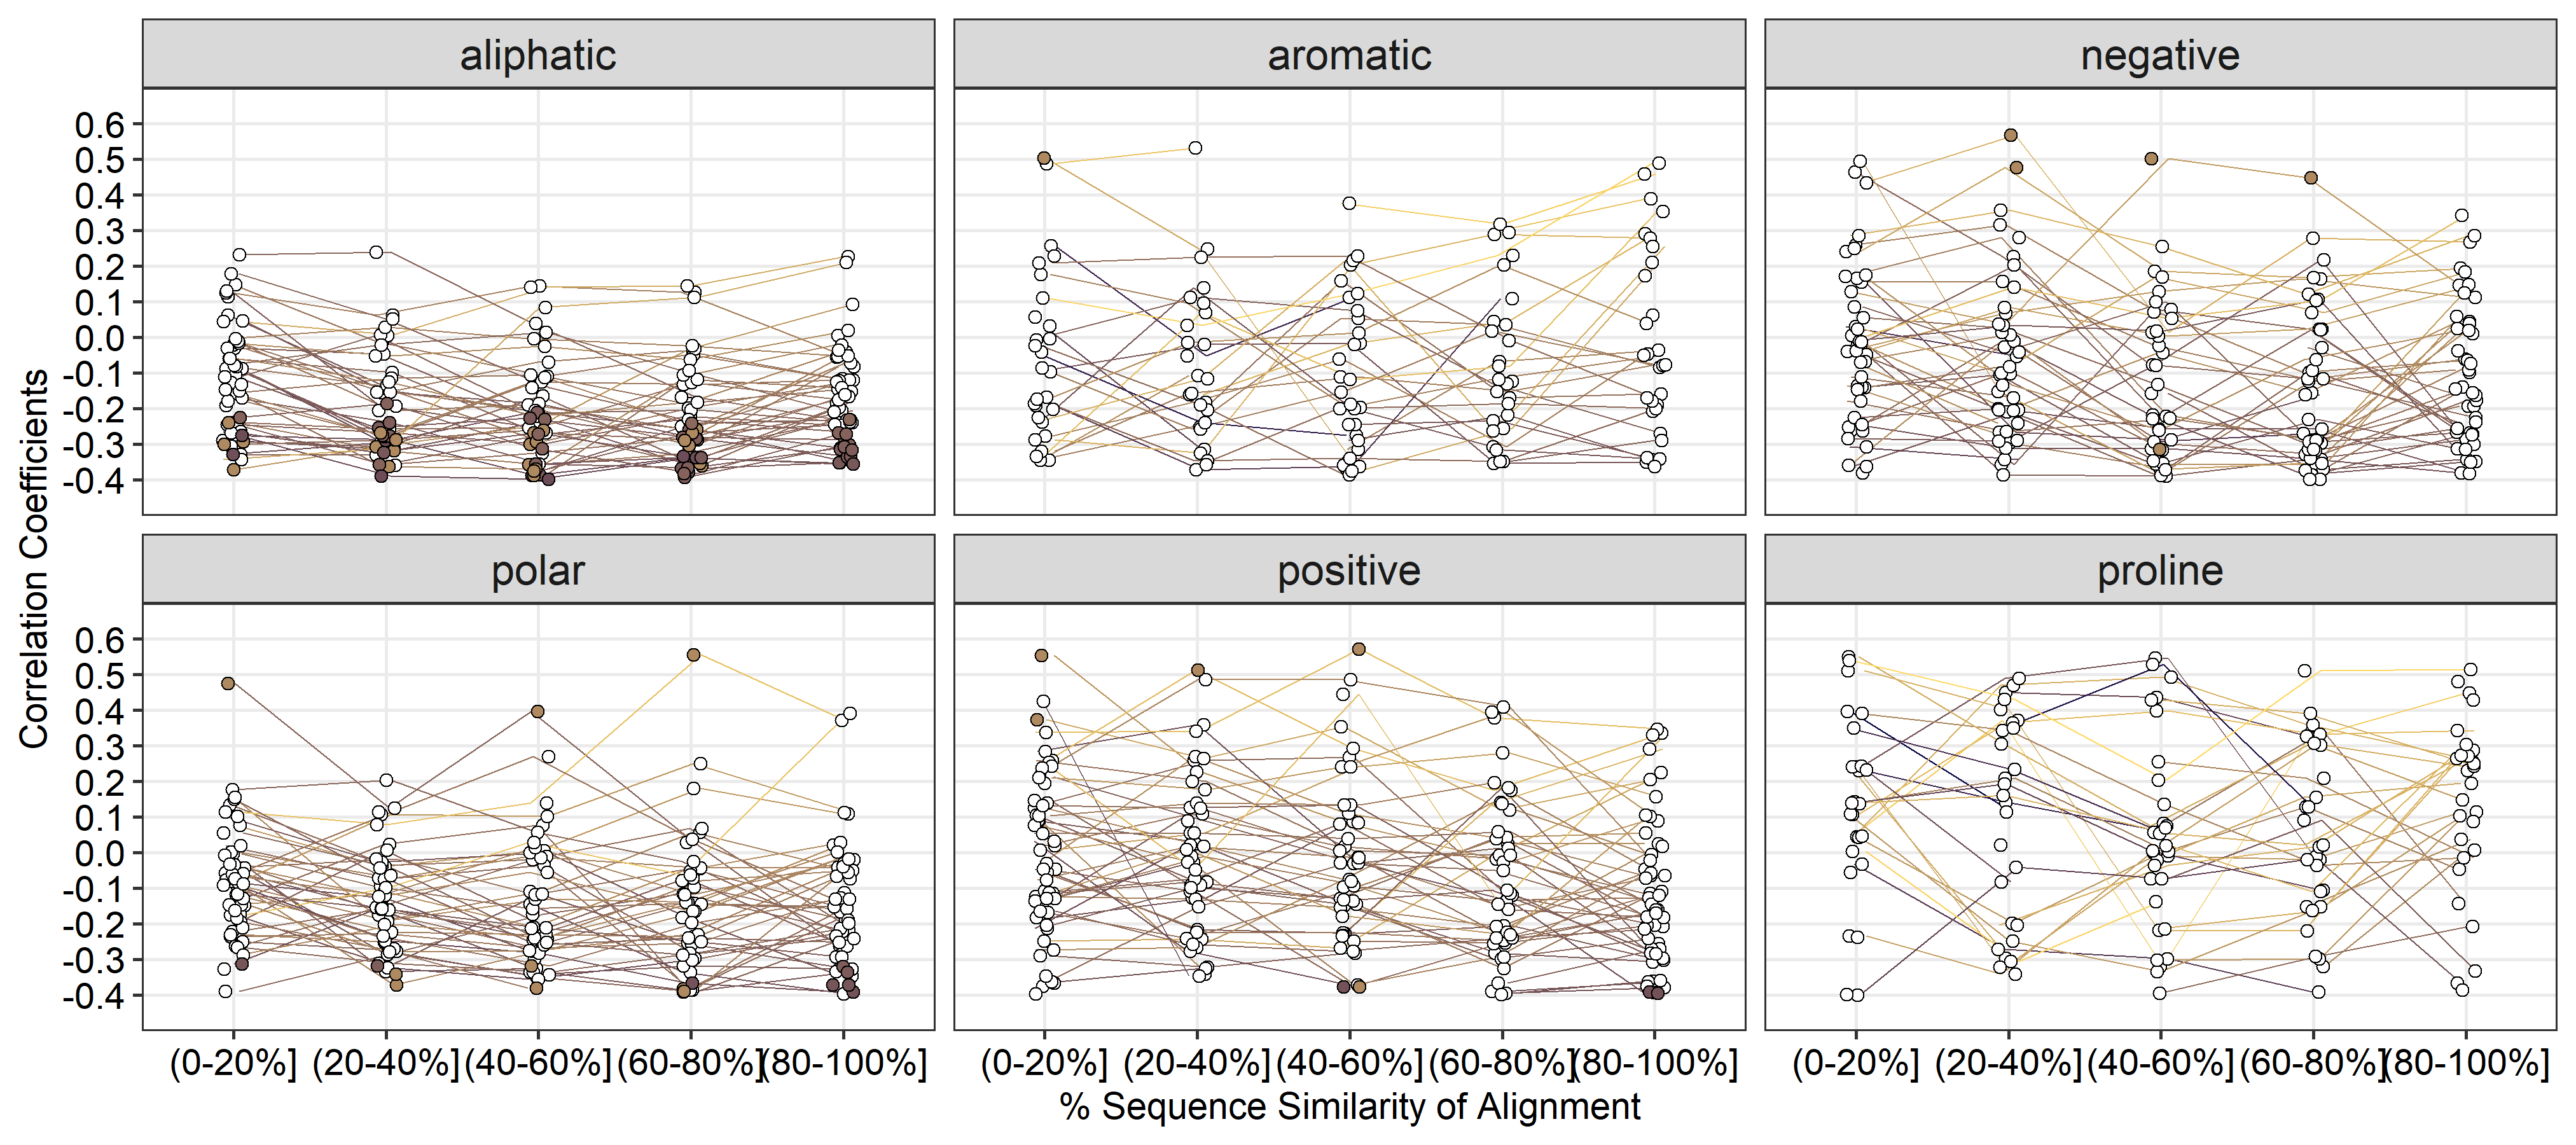 aliphatic
aromatic
negative
0.6
0.5
0.4
0.3
0.2
0.1
0.0
-0.1
-0.2
-0.3
-0.4
Correlation Coefficients
polar
positive
proline
0.6
0.5
0.4
0.3
0.2
0.1
0.0
-0.1
-0.2
-0.3
-0.4
(0-20%] (20-40%] (40-60%] (60-80%] (80-100%]
(0-20%] (20-40%] (40-60%] (60-80%] (80-100%]
(0-20%] (20-40%] (40-60%] (60-80%] (80-100%]
% Sequence Similarity of Alignment